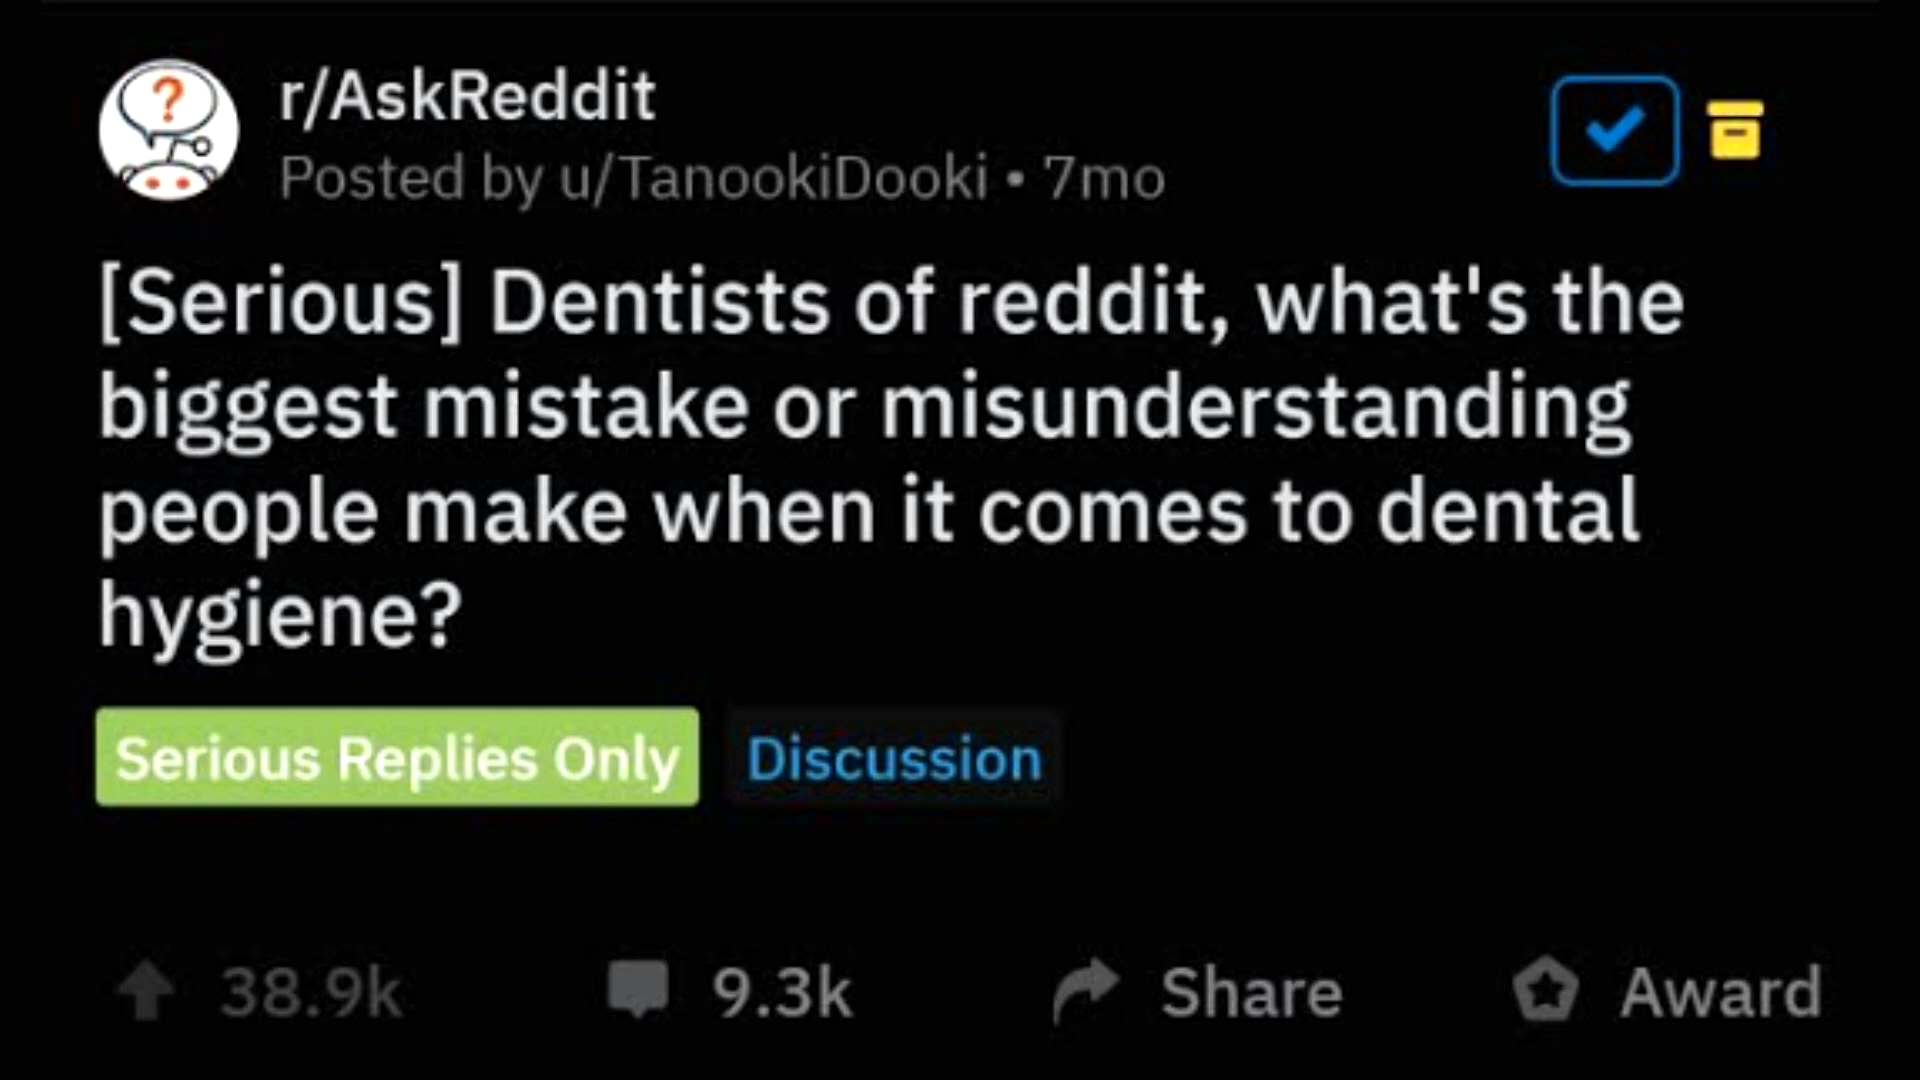 r/AskReddit
Posted by u/TanookiDooki • 7mo
[Serious] Dentists of reddit, what's the
biggest mistake or misunderstanding
people make when it comes to dental
hygiene?
Serious Replies Only Discussion
38.9k 9.3k Share Award